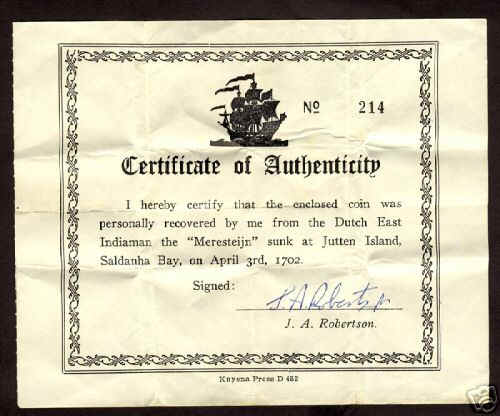 Nº 214
Certificate of Authenticity
I hereby certify that the enclosed coin was
personally recovered by me from the Dutch East
Indiaman the "Meresteijn" sunk at Jutten Island,
Saldanha Bay, on April 3rd, 1702.
Signed: J. A. Robertson
J. A. Robertson.
Knysna Press D 482